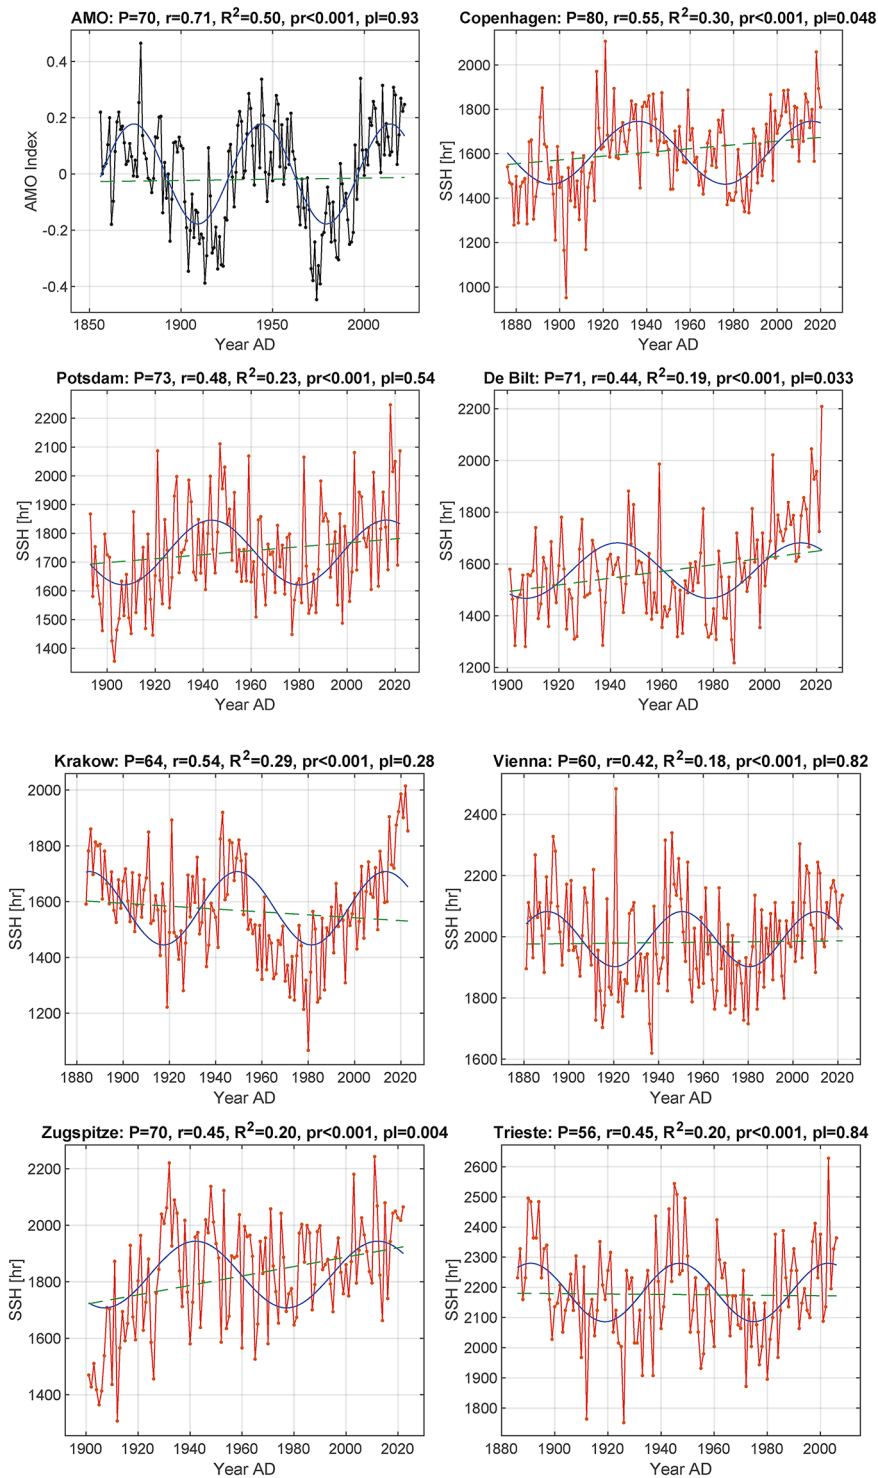 AMO: P=70, r=0.71, R²=0.50, pr<0.001, pl=0.93
0.4
0.2
0
-0.2
-0.4
AMO Index
1850 1900 1950 2000
Year AD
Copenhagen: P=80, r=0.55, R²=0.30, pr<0.001, pl=0.048
2000
1800
1600
1400
1200
1000
SSH [hr]
1880 1900 1920 1940 1960 1980 2000 2020
Year AD
Potsdam: P=73, r=0.48, R²=0.23, pr<0.001, pl=0.54
2200
2100
2000
1900
1800
1700
1600
1500
1400
SSH [hr]
1900 1920 1940 1960 1980 2000 2020
Year AD
De Bilt: P=71, r=0.44, R²=0.19, pr<0.001, pl=0.033
2200
2000
1800
1600
1400
1200
SSH [hr]
1900 1920 1940 1960 1980 2000 2020
Year AD
Krakow: P=64, r=0.54, R²=0.29, pr<0.001, pl=0.28
2000
1800
1600
1400
1200
SSH [hr]
1880 1900 1920 1940 1960 1980 2000 2020
Year AD
Vienna: P=60, r=0.42, R²=0.18, pr<0.001, pl=0.82
2400
2200
2000
1800
1600
SSH [hr]
1880 1900 1920 1940 1960 1980 2000 2020
Year AD
Zugspitze: P=70, r=0.45, R²=0.20, pr<0.001, pl=0.004
2200
2000
1800
1600
1400
SSH [hr]
1900 1920 1940 1960 1980 2000 2020
Year AD
Trieste: P=56, r=0.45, R²=0.20, pr<0.001, pl=0.84
2600
2500
2400
2300
2200
2100
2000
1900
1800
SSH [hr]
1880 1900 1920 1940 1960 1980 2000
Year AD